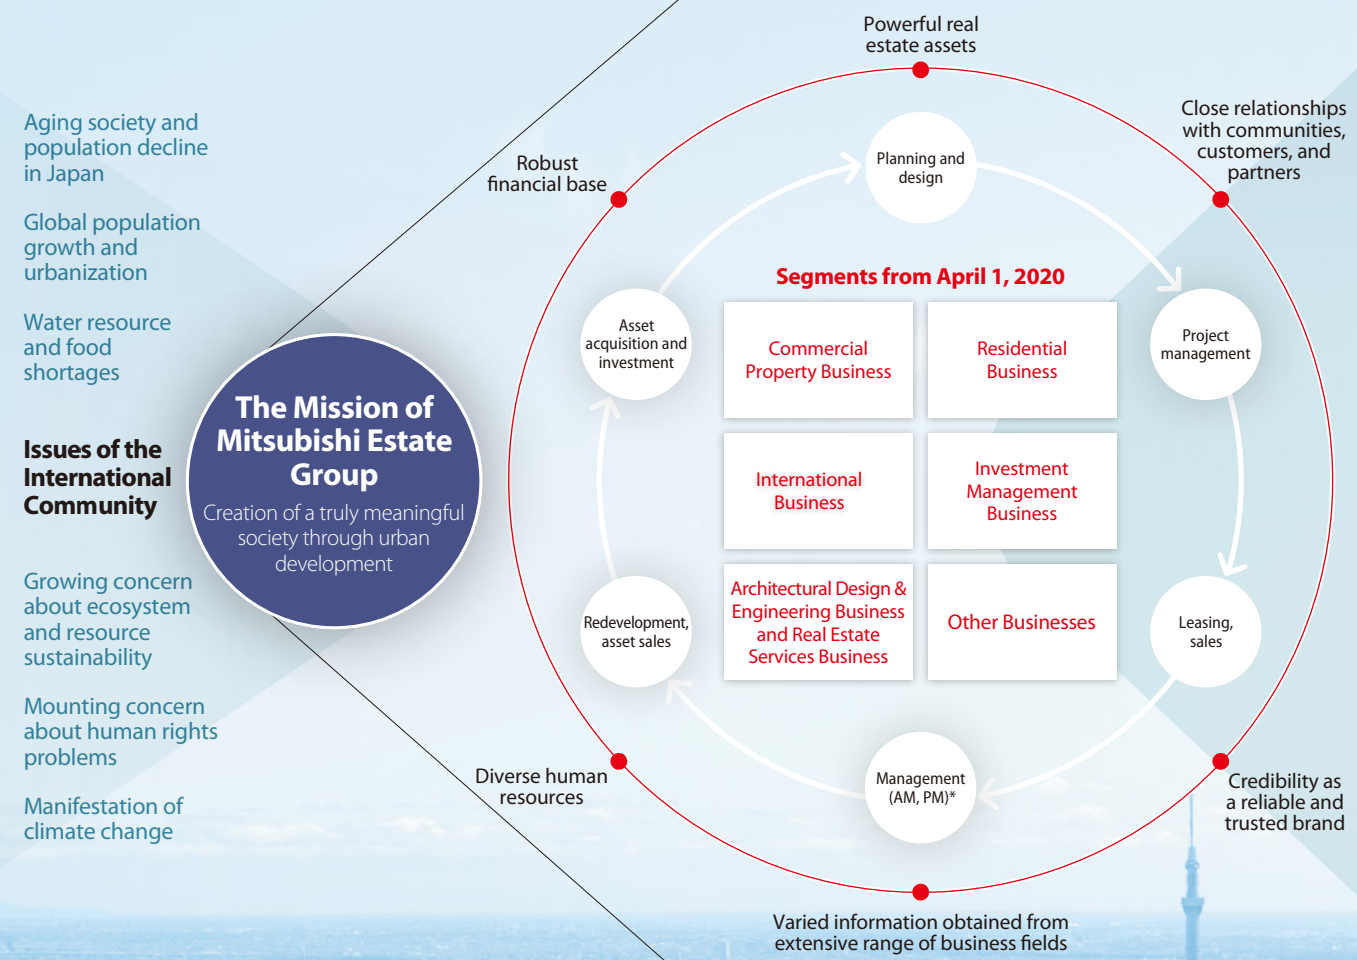 Aging society and
population decline
in Japan
Global population
growth and
urbanization
Water resource
and food
shortages
Issues of the
International
Community
Growing concern
about ecosystem
and resource
sustainability
Mounting concern
about human rights
problems
Manifestation of
climate change
The Mission of
Mitsubishi Estate
Group
Creation of a truly meaningful
society through urban
development
Powerful real
estate assets
Close relationships
with communities,
customers, and
partners
Credibility as
a reliable and
trusted brand
Varied information obtained from
extensive range of business fields
Diverse human
resources
Robust
financial base
Planning and
design
Project
management
Leasing,
sales
Management
(AM, PM)*
Redevelopment,
asset sales
Asset
acquisition and
investment
Segments from April 1, 2020
Commercial
Property Business
Residential
Business
International
Business
Investment
Management
Business
Architectural Design &
Engineering Business
and Real Estate
Services Business
Other Businesses